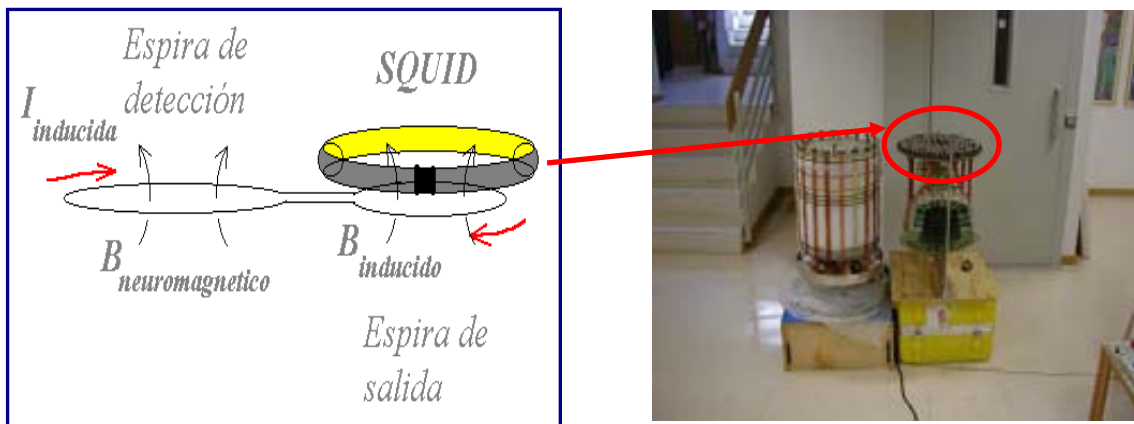 Espira de
detección
SQUID
I inducida
B neuromagnetico
B inducido
Espira de
salida